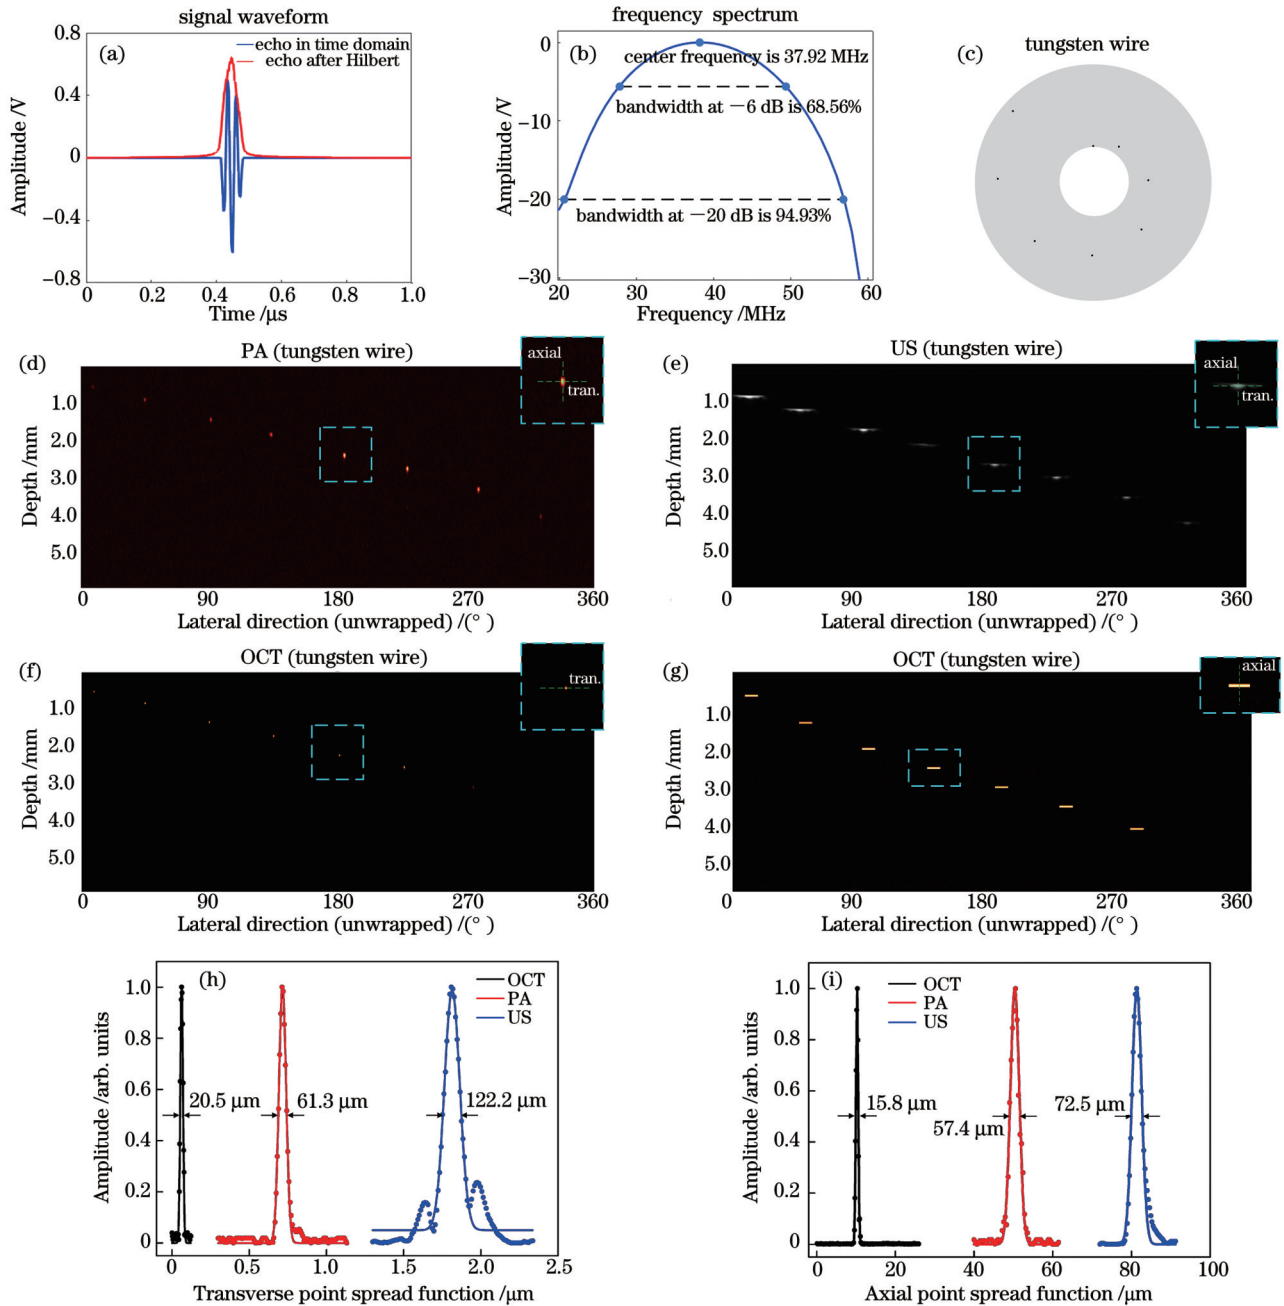 signal waveform
(a)
echo in time domain
echo after Hilbert
Amplitude /V
0.8
0.4
0
−0.4
−0.8
0
0.2
0.4
0.6
0.8
1.0
Time /μs
frequency spectrum
(b)
center frequency is 37.92 MHz
bandwidth at −6 dB is 68.56%
bandwidth at −20 dB is 94.93%
Amplitude /V
0
−10
−20
−30
20
30
40
50
60
Frequency /MHz
(c)
tungsten wire
(d)
PA (tungsten wire)
axial
tran.
Depth /mm
1.0
2.0
3.0
4.0
5.0
0
90
180
270
360
Lateral direction (unwrapped) /(° )
(e)
US (tungsten wire)
axial
tran.
Depth /mm
1.0
2.0
3.0
4.0
5.0
0
90
180
270
360
Lateral direction (unwrapped) /(° )
(f)
OCT (tungsten wire)
tran.
Depth /mm
1.0
2.0
3.0
4.0
5.0
0
90
180
270
360
Lateral direction (unwrapped) /(° )
(g)
OCT (tungsten wire)
axial
Depth /mm
1.0
2.0
3.0
4.0
5.0
0
90
180
270
360
Lateral direction (unwrapped) /(° )
(h)
OCT
PA
US
20.5 μm
61.3 μm
122.2 μm
Amplitude /arb. units
1.0
0.8
0.6
0.4
0.2
0
0
0.5
1.0
1.5
2.0
2.5
Transverse point spread function /μm
(i)
OCT
PA
US
15.8 μm
57.4 μm
72.5 μm
Amplitude /arb. units
1.0
0.8
0.6
0.4
0.2
0
0
20
40
60
80
100
Axial point spread function /μm